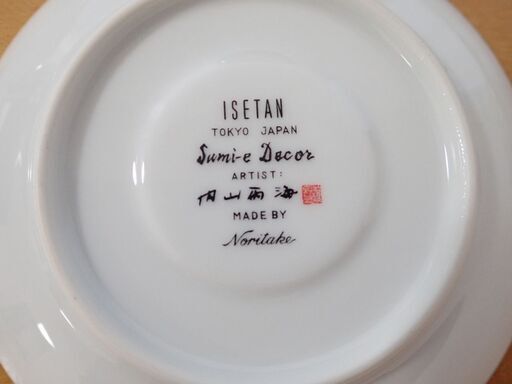 ISETAN
TOKYO JAPAN
Sumi-e Decor
ARTIST:
内山雨海
MADE BY
Noritake